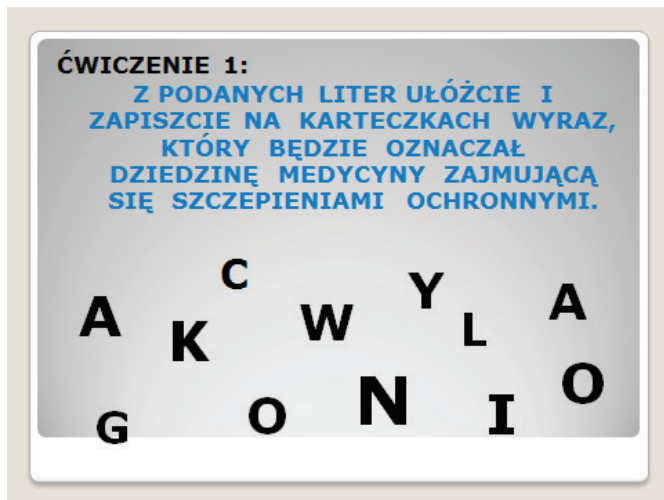 ĆWICZENIE 1:
Z PODANYCH LITER UŁÓŻCIE I
ZAPISZCIE NA KARTECZKACH WYRAZ,
KTÓRY BĘDZIE OZNACZAŁ
DZIEDZINĘ MEDYCYNY ZAJMUJĄCĄ
SIĘ SZCZEPIENIAMI OCHRONNYMI.
A K C W Y L A
G O N I O